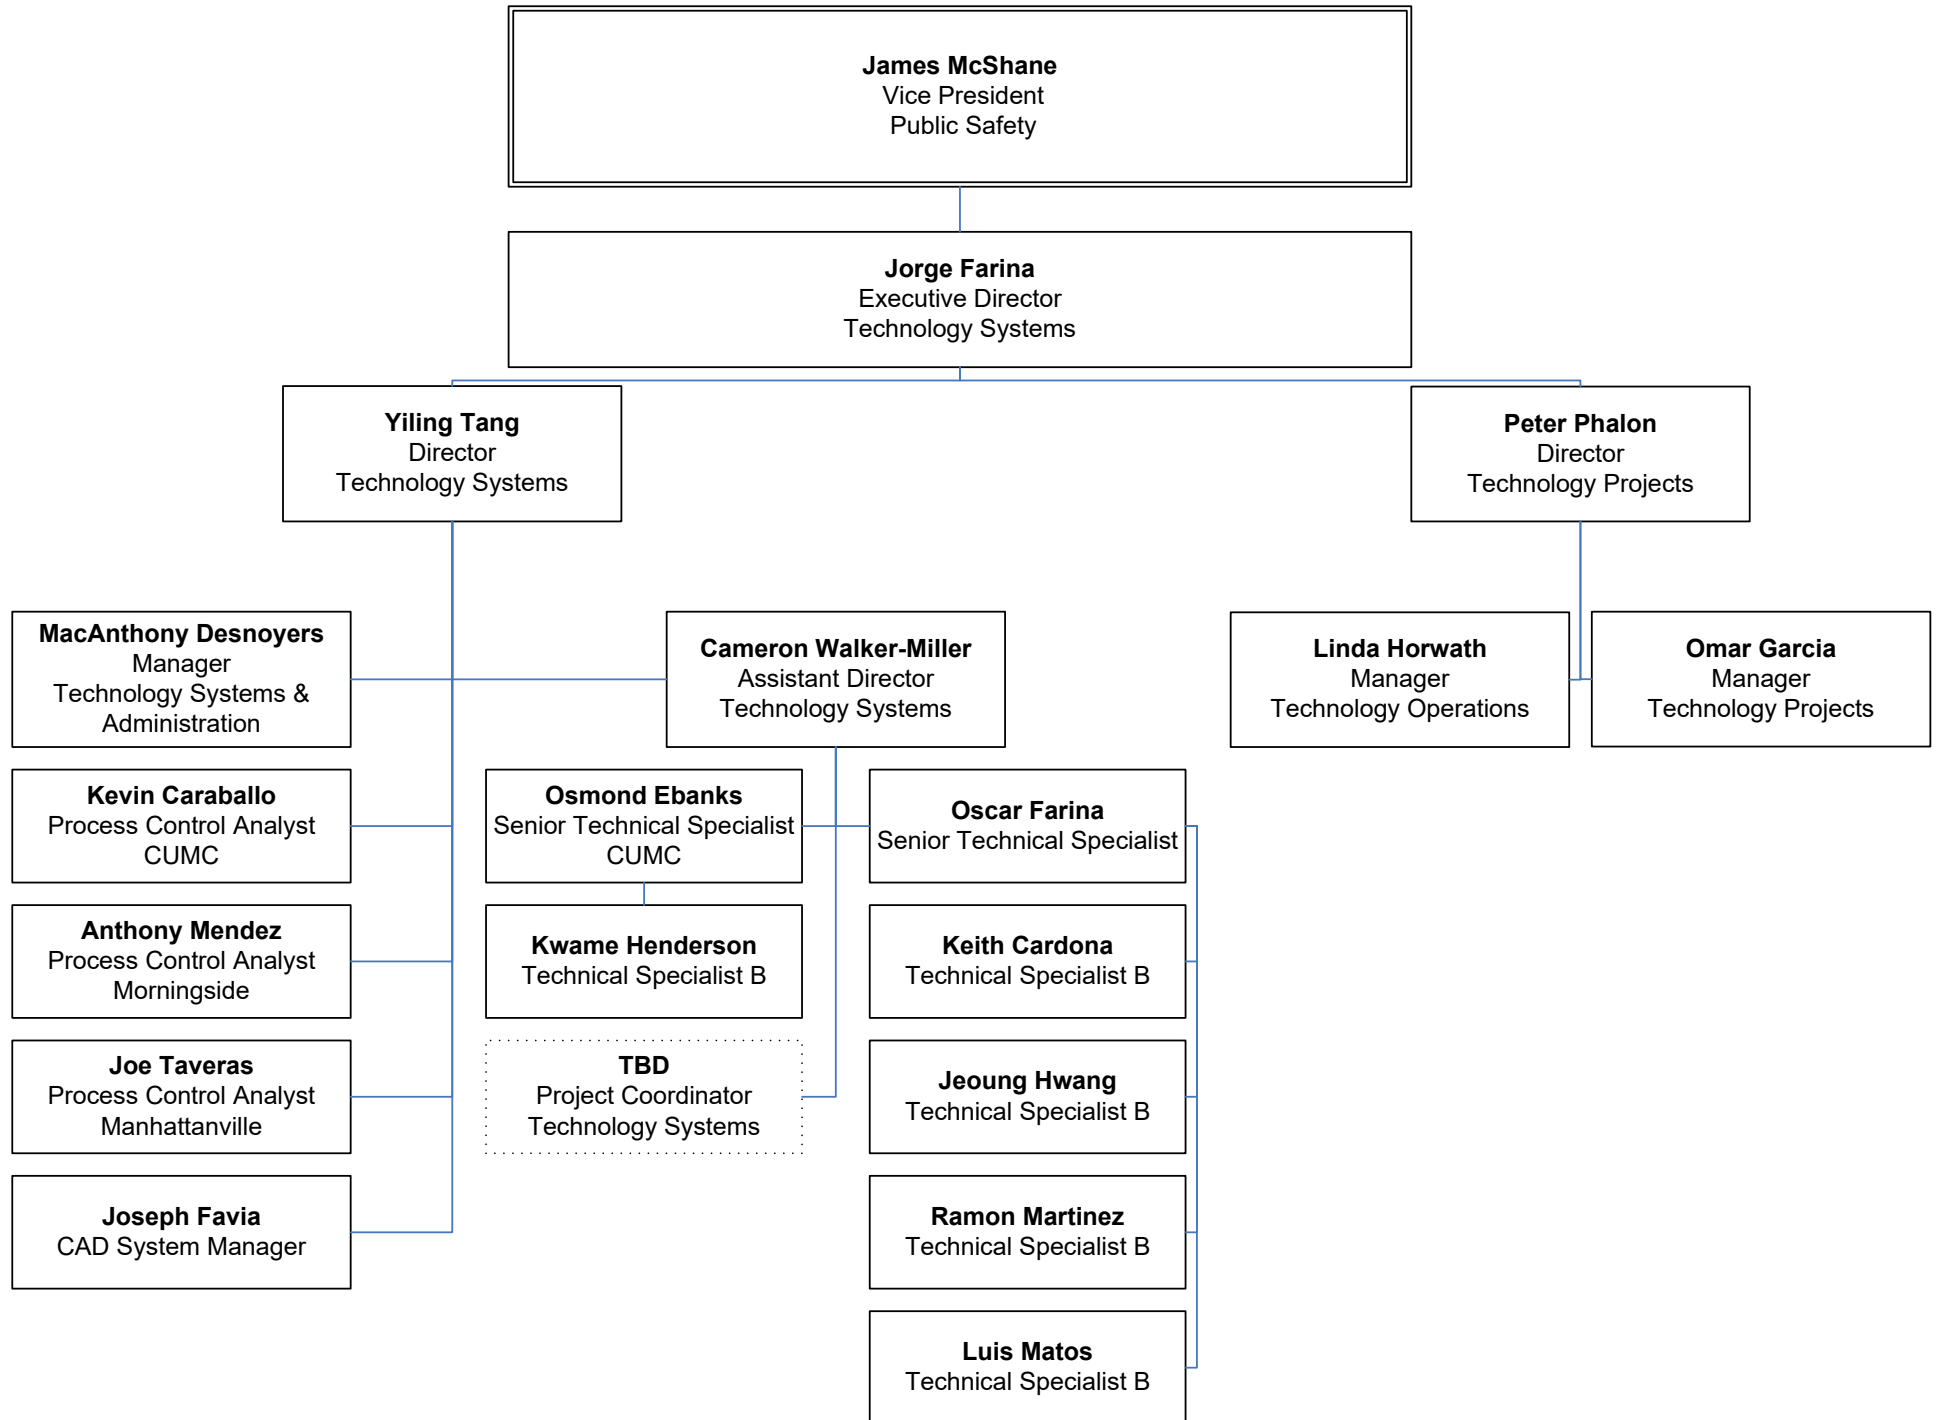 James McShane
Vice President
Public Safety
Jorge Farina
Executive Director
Technology Systems
Yiling Tang
Director
Technology Systems
Peter Phalon
Director
Technology Projects
MacAnthony Desnoyers
Manager
Technology Systems &
Administration
Cameron Walker-Miller
Assistant Director
Technology Systems
Linda Horwath
Manager
Technology Operations
Omar Garcia
Manager
Technology Projects
Kevin Caraballo
Process Control Analyst
CUMC
Osmond Ebanks
Senior Technical Specialist
CUMC
Oscar Farina
Senior Technical Specialist
Anthony Mendez
Process Control Analyst
Morningside
Kwame Henderson
Technical Specialist B
Keith Cardona
Technical Specialist B
Joe Taveras
Process Control Analyst
Manhattanville
TBD
Project Coordinator
Technology Systems
Jeoung Hwang
Technical Specialist B
Joseph Favia
CAD System Manager
Ramon Martinez
Technical Specialist B
Luis Matos
Technical Specialist B